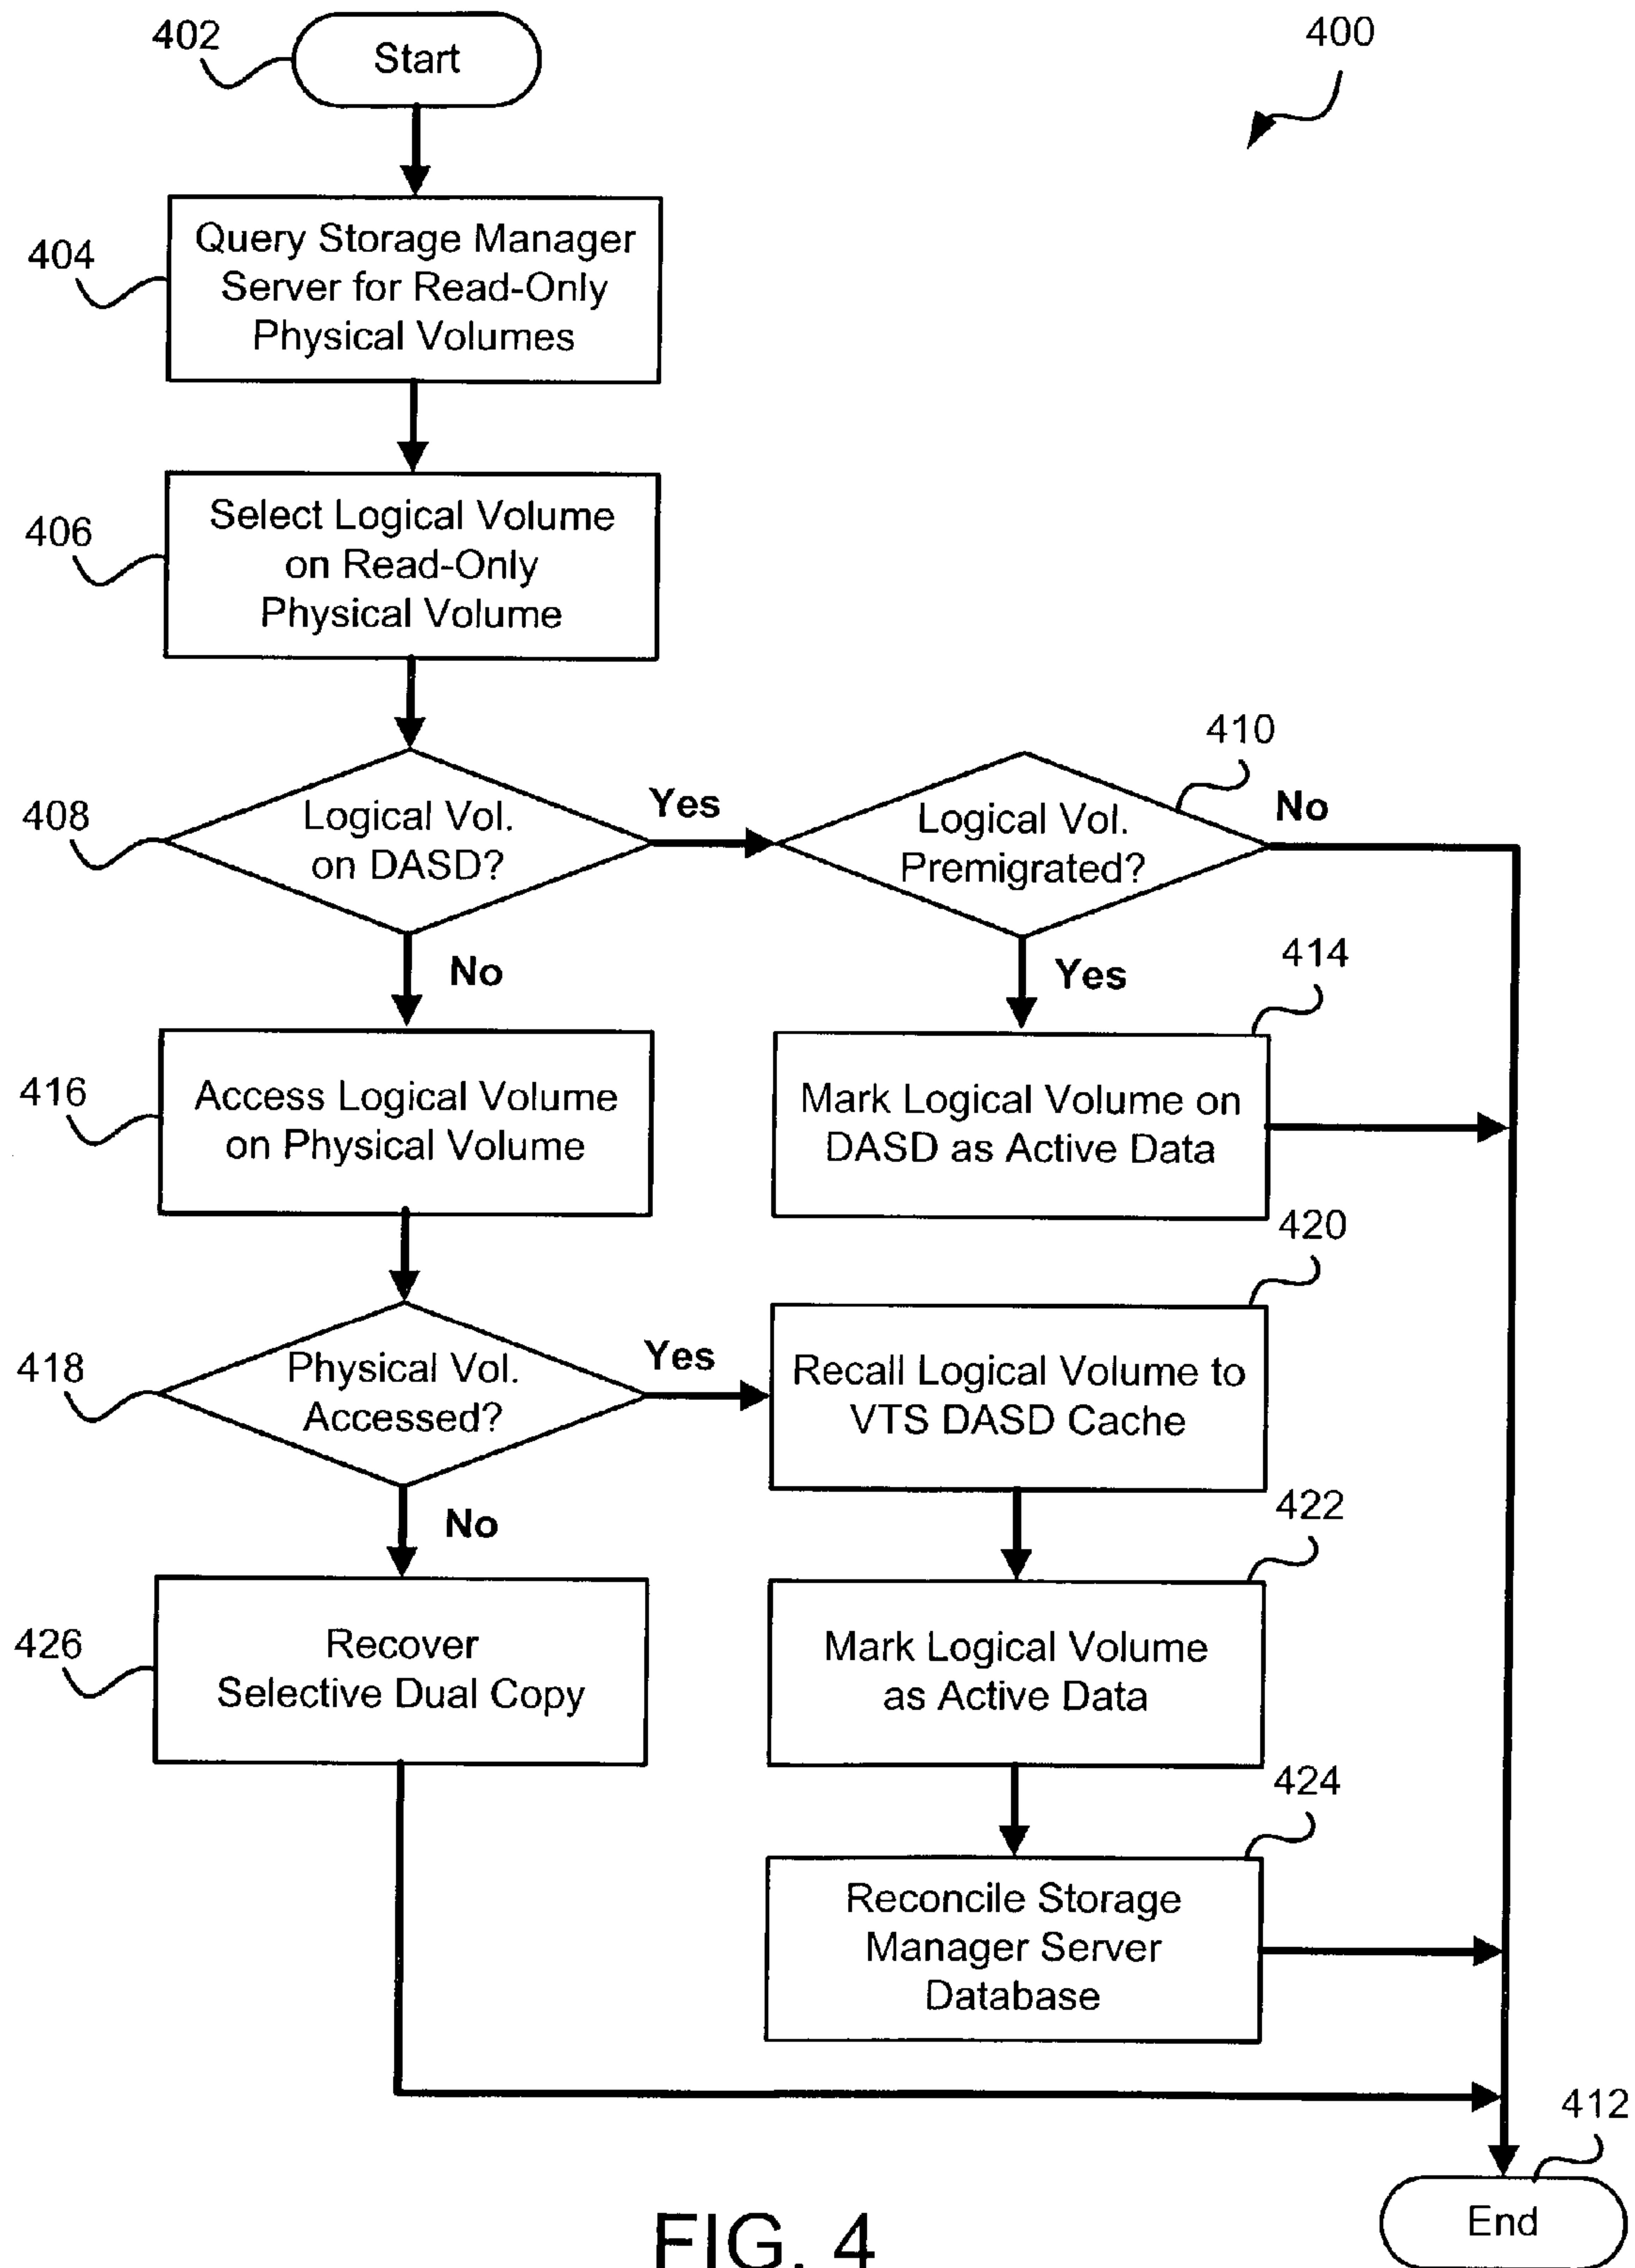 402
Start
400
404
Query Storage Manager
Server for Read-Only
Physical Volumes
406
Select Logical Volume
on Read-Only
Physical Volume
408
Logical Vol.
on DASD?
Yes
410
Logical Vol.
Premigrated?
No
No
Yes
414
416
Access Logical Volume
on Physical Volume
Mark Logical Volume on
DASD as Active Data
418
Physical Vol.
Accessed?
Yes
420
Recall Logical Volume to
VTS DASD Cache
No
422
426
Recover
Selective Dual Copy
Mark Logical Volume
as Active Data
424
Reconcile Storage
Manager Server
Database
412
End
FIG. 4